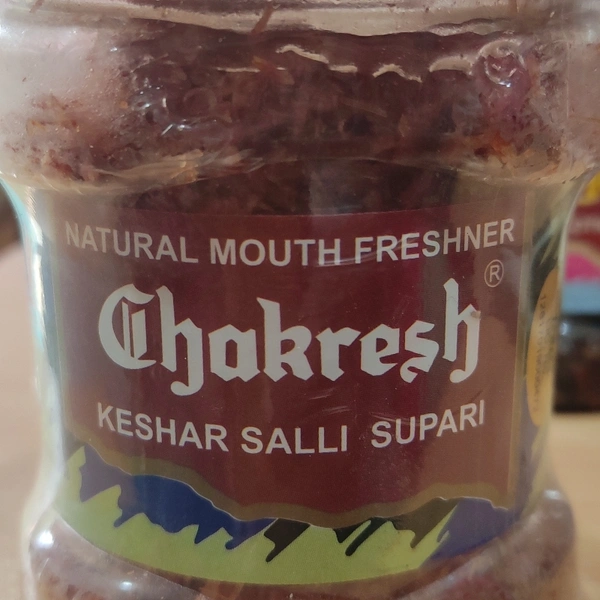 NATURAL MOUTH FRESHNER
®
Chakresh
KESHAR SALLI SUPARI